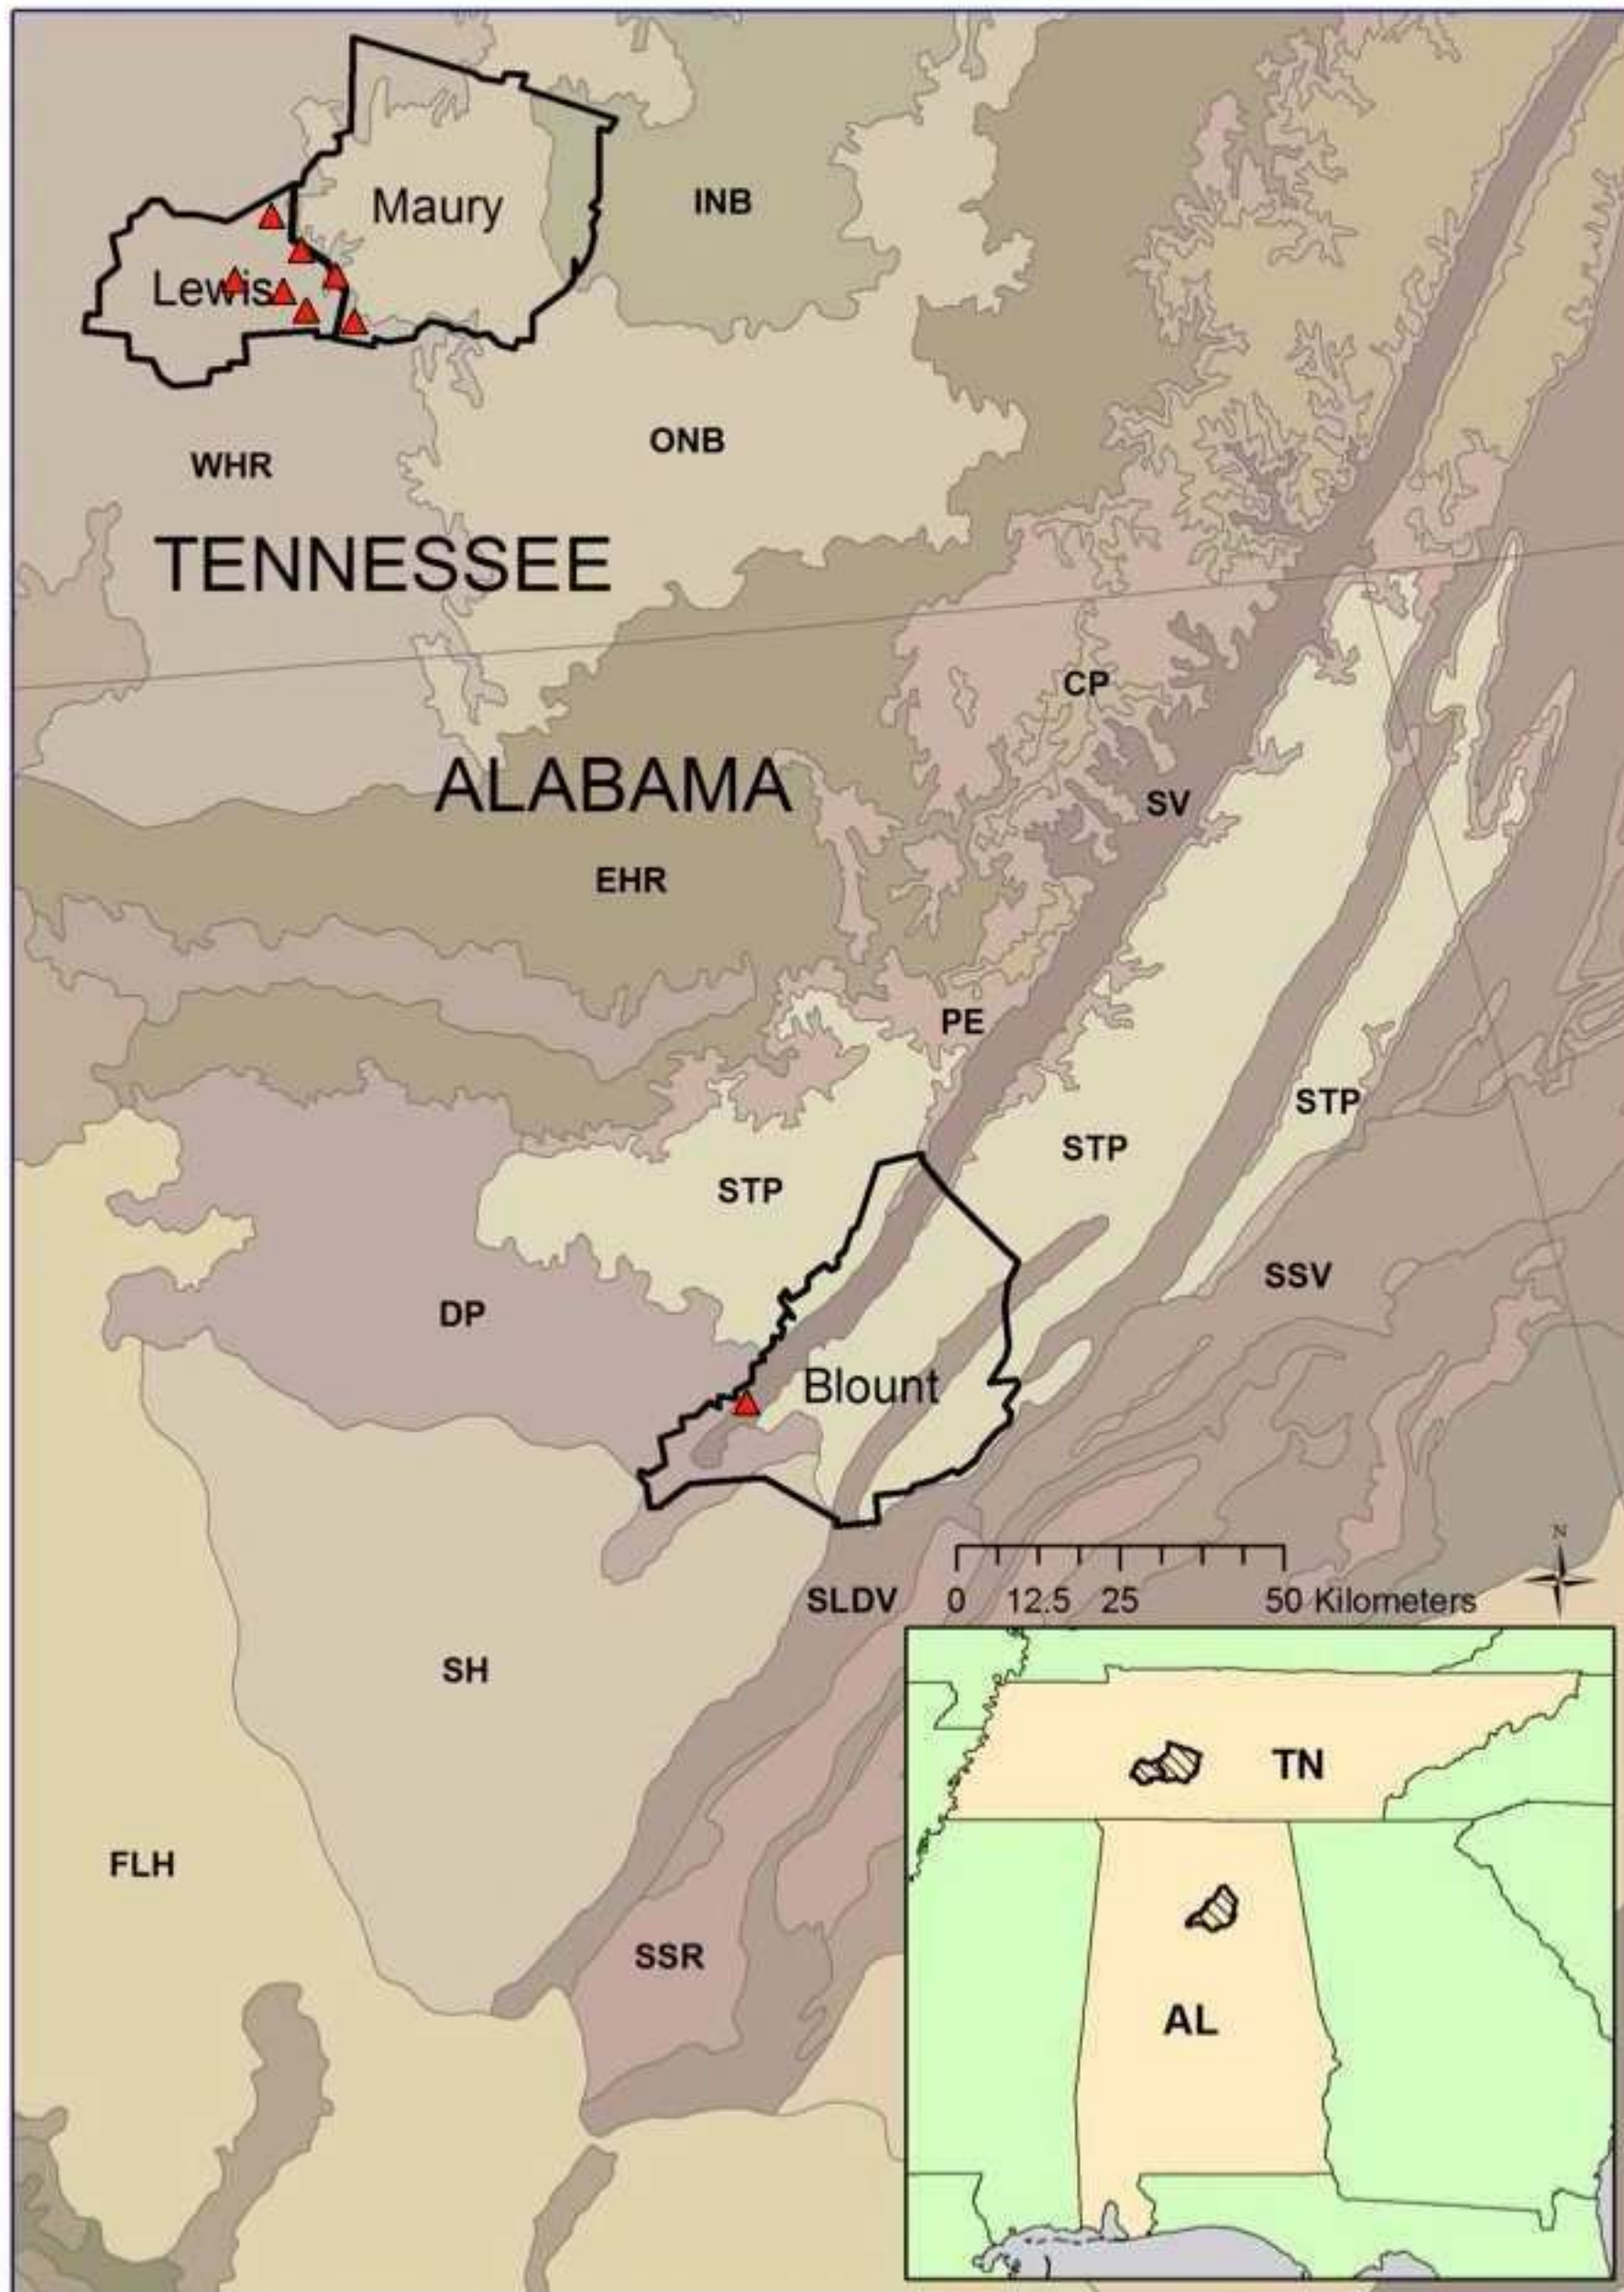 Maury
INB
Lewis
ONB
WHR
TENNESSEE
CP
ALABAMA
SV
EHR
PE
STP
STP
STP
SSV
DP
Blount
N
SLDV
0 12.5 25 50 Kilometers
SH
TN
FLH
SSR
AL